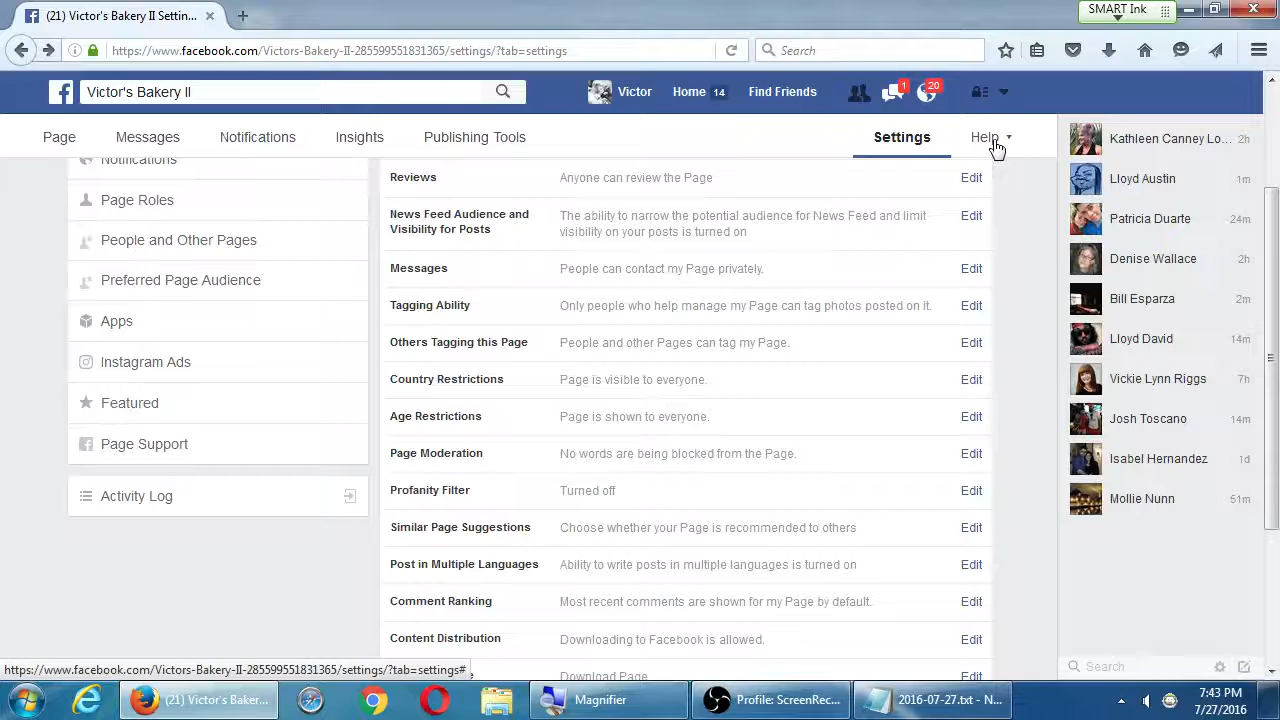 (21) Victor's Bakery II Settin...
SMART Ink
https://www.facebook.com/Victors-Bakery-II-285599551831365/settings/?tab=settings
Search
Victor's Bakery II
Victor
Home 14
Find Friends
1
20
Page
Messages
Notifications
Insights
Publishing Tools
Settings
Help
Notifications
Page Roles
People and Other Pages
Preferred Page Audience
Apps
Instagram Ads
Featured
Page Support
Activity Log
Reviews Anyone can review the Page Edit
News Feed Audience and Visibility for Posts
The ability to narrow the potential audience for News Feed and limit
visibility on your posts is turned on
Edit
Messages People can contact my Page privately. Edit
Tagging Ability Only people who help manage my Page can tag photos posted on it. Edit
Others Tagging this Page People and other Pages can tag my Page. Edit
Country Restrictions Page is visible to everyone. Edit
Age Restrictions Page is shown to everyone. Edit
Page Moderation No words are being blocked from the Page. Edit
Profanity Filter Turned off Edit
Similar Page Suggestions Choose whether your Page is recommended to others Edit
Post in Multiple Languages Ability to write posts in multiple languages is turned on Edit
Comment Ranking Most recent comments are shown for my Page by default. Edit
Content Distribution Downloading to Facebook is allowed. Edit
Download Page Edit
Kathleen Canney Lo... 2h
Lloyd Austin 1m
Patricia Duarte 24m
Denise Wallace 2h
Bill Esparza 2m
Lloyd David 14m
Vickie Lynn Riggs 7h
Josh Toscano 14m
Isabel Hernandez 1d
Mollie Nunn 51m
Search
https://www.facebook.com/Victors-Bakery-II-285599551831365/settings/?tab=settings#
(21) Victor's Baker...
Magnifier
Profile: ScreenRec...
2016-07-27.txt - N...
7:43 PM
7/27/2016